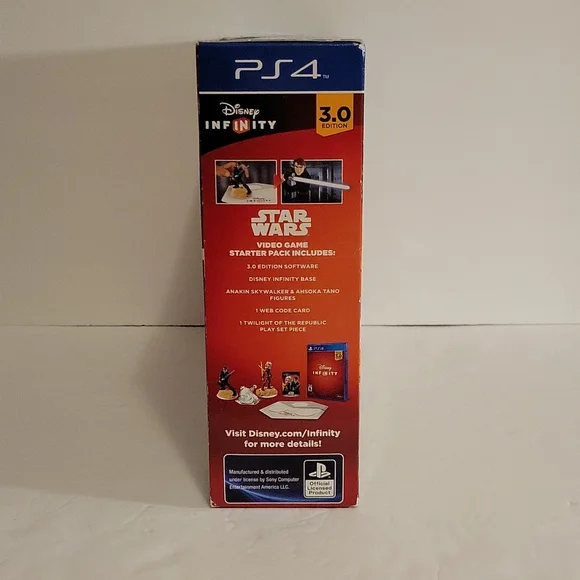 PS4™
Disney
INFINITY
3.0
EDITION
STAR
WARS
VIDEO GAME
STARTER PACK INCLUDES:
3.0 EDITION SOFTWARE
DISNEY INFINITY BASE
ANAKIN SKYWALKER & AHSOKA TANO
FIGURES
1 WEB CODE CARD
1 TWILIGHT OF THE REPUBLIC
PLAY SET PIECE
PS4
Disney
INFINITY
Visit Disney.com/Infinity
for more details!
Manufactured & distributed
under license by Sony Computer
Entertainment America LLC.
Official
Licensed
Product